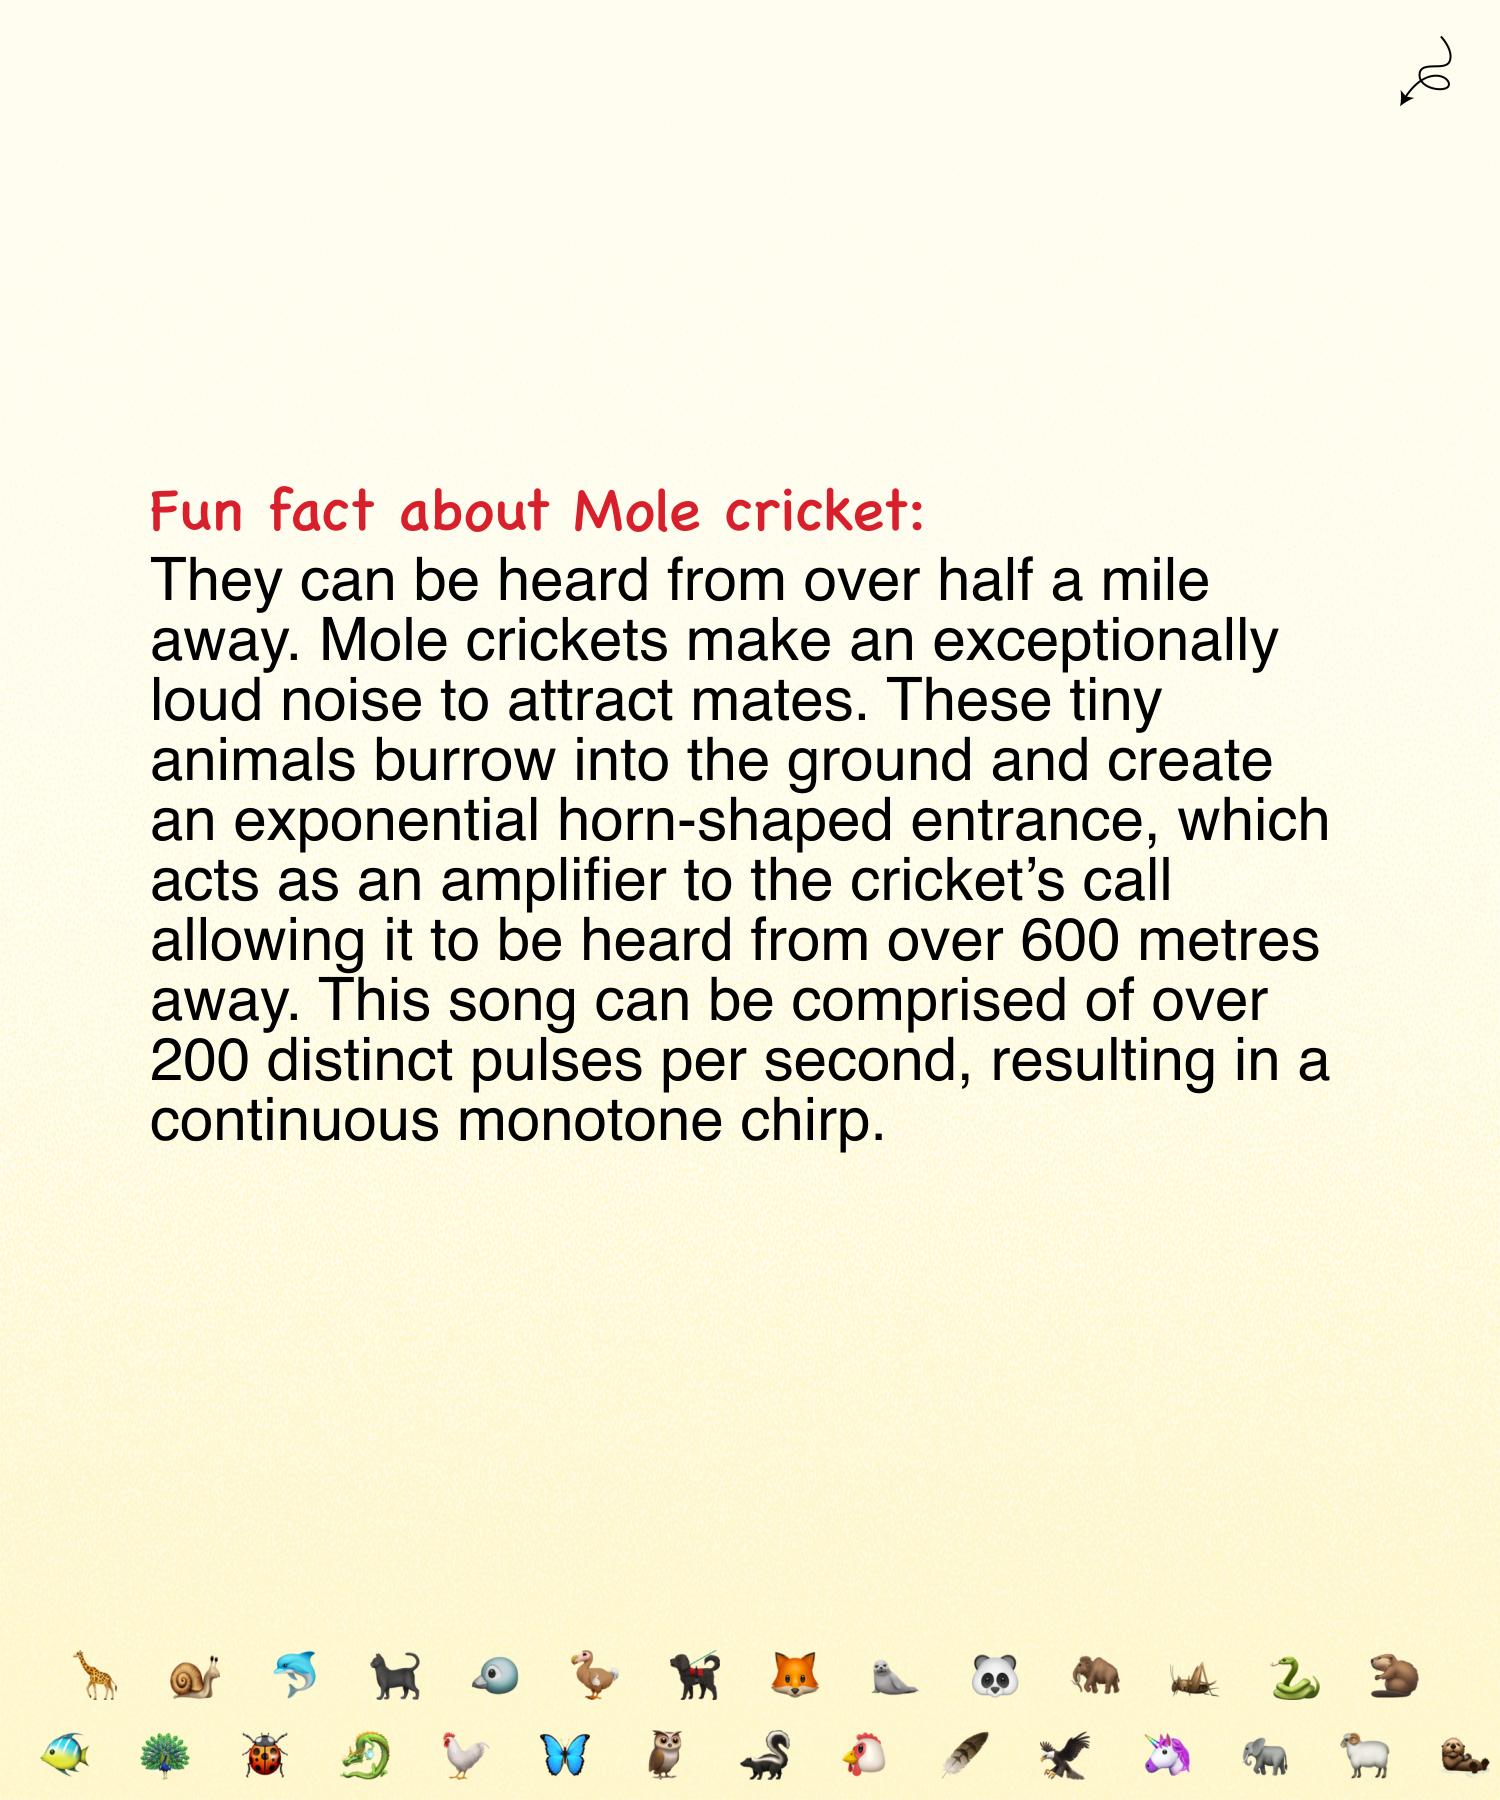 Fun fact about Mole cricket:
They can be heard from over half a mile
away. Mole crickets make an exceptionally
loud noise to attract mates. These tiny
animals burrow into the ground and create
an exponential horn-shaped entrance, which
acts as an amplifier to the cricket’s call
allowing it to be heard from over 600 metres
away. This song can be comprised of over
200 distinct pulses per second, resulting in a
continuous monotone chirp.